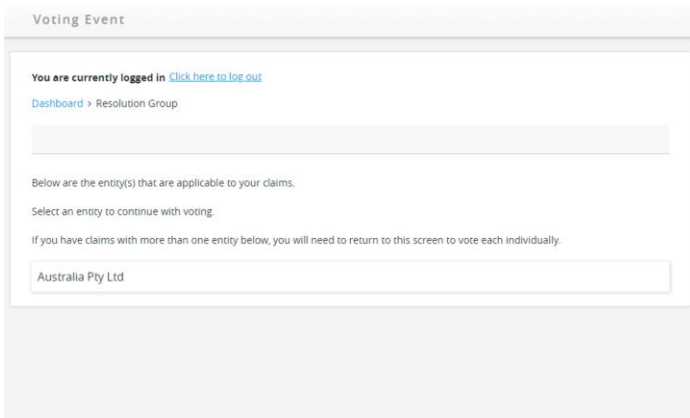 Voting Event
You are currently logged in Click here to log out
Dashboard > Resolution Group
Below are the entity(s) that are applicable to your claims.
Select an entity to continue with voting.
If you have claims with more than one entity below, you will need to return to this screen to vote each individually.
Australia Pty Ltd